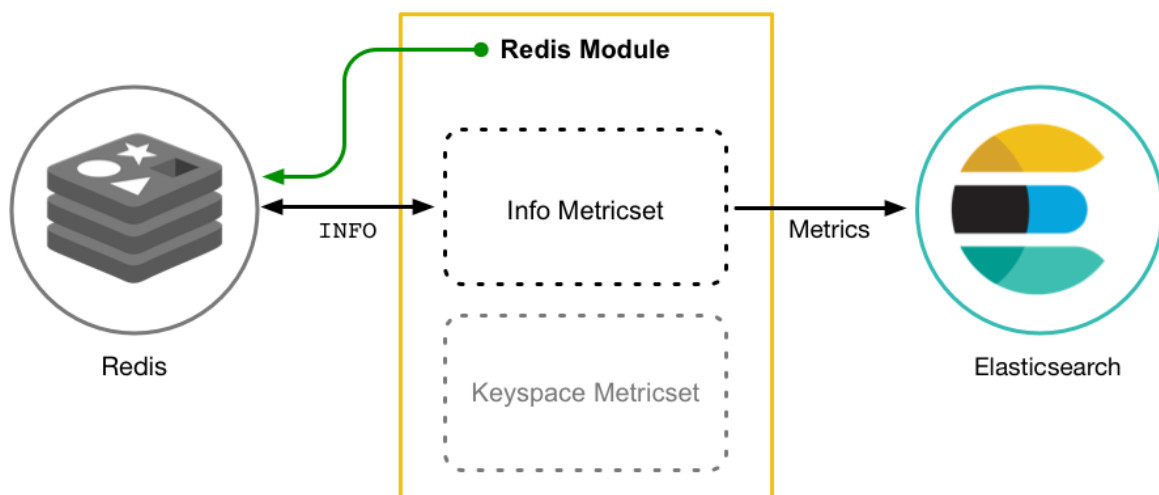 Redis Module
Info Metricset
INFO
Metrics
Redis
Elasticsearch
Keyspace Metricset